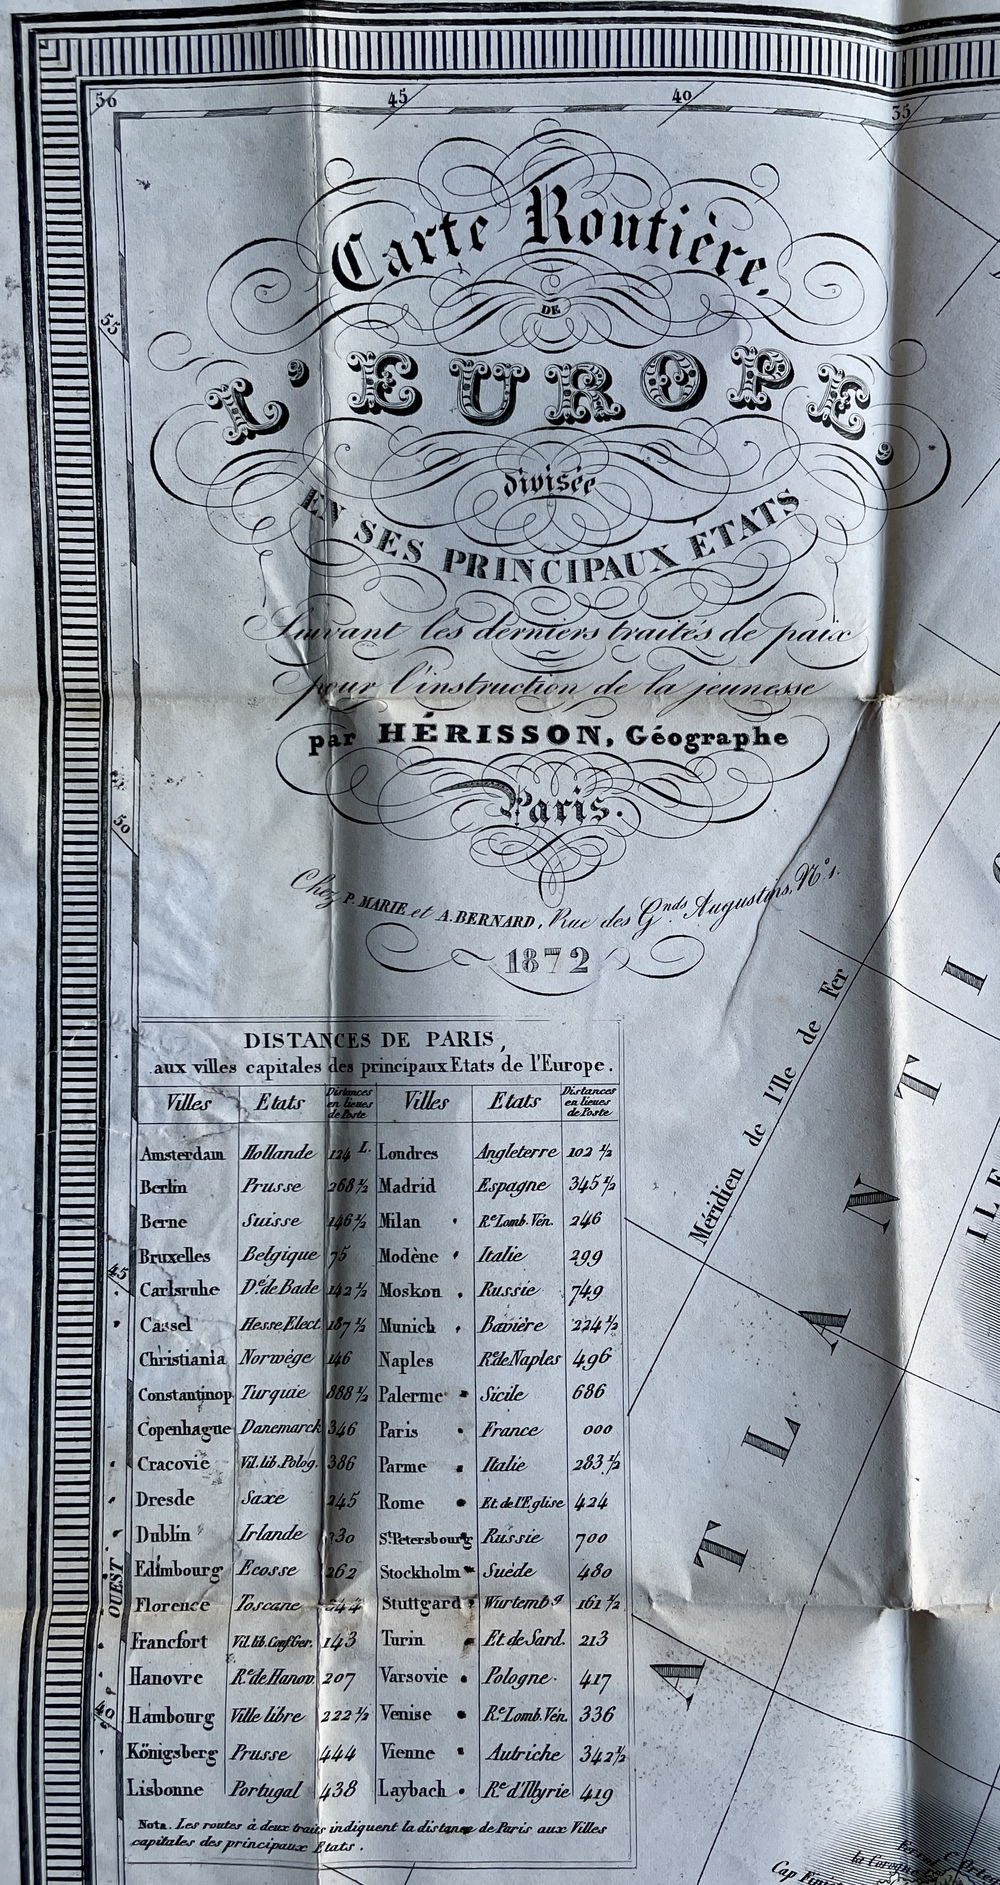 50 45 40 35
Carte Routière,
DE
L'EUROPE,
divisée
EN SES PRINCIPAUX ÉTATS
Suivant les derniers traités de paix
pour l'instruction de la jeunesse
par HÉRISSON, Géographe
Paris.
Chez P. MARIE et A. BERNARD, Rue des Gnds Augustins, N° 1.
1872
55
50
45
40
OUEST
DISTANCES DE PARIS,
aux villes capitales des principaux Etats de l'Europe.
Villes Etats Distances en lieues de Poste Villes Etats Distances en lieues de Poste
Amsterdam Hollande 124 L. Londres Angleterre 102 ½
Berlin Prusse 268 ½ Madrid Espagne 345 ½
Berne Suisse 146 ½ Milan Re Lomb. Vén. 246
Bruxelles Belgique 75 Modène Italie 299
Carlsruhe Dé. de Bade 142 ½ Moskou Russie 749
Cassel Hesse Elect. 187 ½ Munich Bavière 224 ½
Christiania Norwège 146 Naples Re de Naples 496
Constantinop Turquie 888 ½ Palerme Sicile 686
Copenhague Danemarck 346 Paris France 000
Cracovie Vil. lib. Polog. 386 Parme Italie 283 ½
Dresde Saxe 245 Rome Et. de l'Eglise 424
Dublin Irlande St. Petersbourg Russie 700
Edimbourg Ecosse 262 Stockholm Suède 480
Florence Toscane Stuttgard Wurtembg 161 ½
Francfort Vil. lib. Conf Ger. 143 Turin Et. de Sard. 213
Hanovre Re de Hanov. 207 Varsovie Pologne 417
Hambourg Ville libre 222 ½ Venise Re Lomb. Vén. 336
Königsberg Prusse 444 Vienne Autriche 342 ½
Lisbonne Portugal 438 Laybach Re d'Illyrie 419
Nota. Les routes à deux traits indiquent la distance de Paris aux Villes
capitales des principaux Etats.
Méridien de l'Ile de Fer
ATLANTI
ILE
la Corogne
Cap